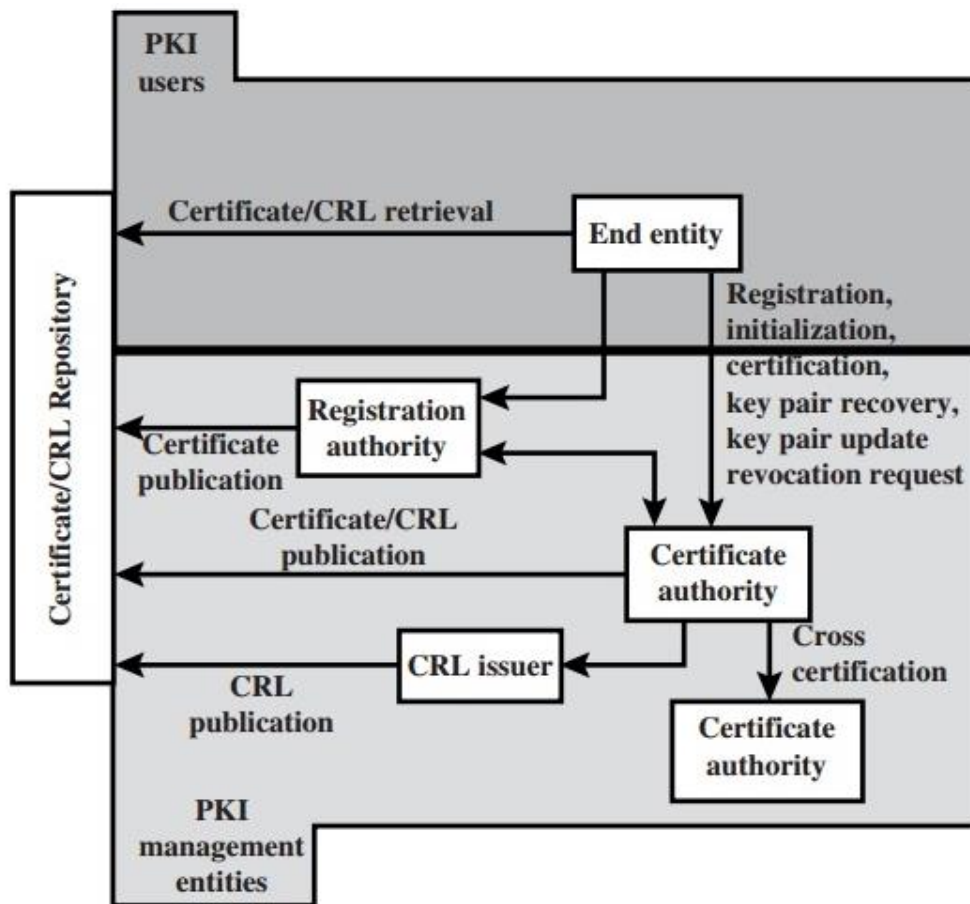 PKI
users
Certificate/CRL retrieval
End entity
Certificate/CRL Repository
Registration,
initialization,
certification,
key pair recovery,
key pair update
revocation request
Registration
authority
Certificate
publication
Certificate/CRL
publication
Certificate
authority
CRL issuer
CRL
publication
Cross
certification
Certificate
authority
PKI
management
entities